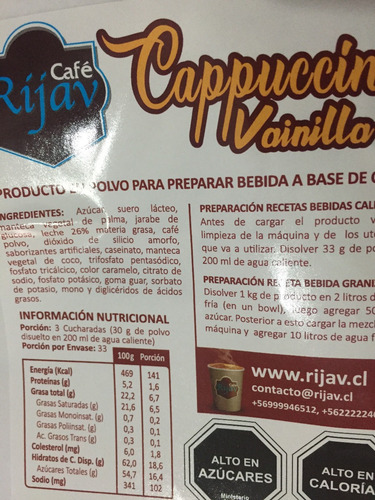 Café
Rijav
Cappuccin
Vainilla
PRODUCTO EN POLVO PARA PREPARAR BEBIDA A BASE DE C
INGREDIENTES: Azúcar, suero lácteo,
manteca vegetal de palma, jarabe de
glucosa, leche 26% materia grasa, café
polvo, dióxido de silicio amorfo,
saborizantes artificiales, caseinato, manteca
vegetal de coco, trifosfato pentasódico,
fosfato tricálcico, color caramelo, citrato de
sodio, fosfato potásico, goma guar, sorbato
de potasio, mono y diglicéridos de ácidos
grasos.
INFORMACIÓN NUTRICIONAL
Porción: 3 Cucharadas (30 g de polvo
disuelto en 200 ml de agua caliente)
Porción por Envase: 33
100g Porción
Energía (Kcal) 469 141
Proteínas (g) 5,2 1,6
Grasa total (g) 22,2 6,7
Grasas Saturadas (g) 21,6 6,5
Grasas Monoinsat. (g) 0,7 0,2
Grasas Poliinsat. (g) 0,3 0,1
Ac. Grasos Trans (g) 0,3 0,1
Colesterol (mg) 6,0 1,8
Hidratos de C. Disp. (g) 62,0 18,6
Azúcares Totales (g) 54,7 16,4
Sodio (mg) 341 102
PREPARACIÓN RECETAS BEBIDAS CALI
Antes de cargar el producto v
limpieza de la máquina y de los ute
que va a utilizar. Disolver 33 g de po
200 ml de agua caliente.
PREPARACIÓN RECETA BEBIDA GRANIZ
Disolver 1 kg de producto en 2 litros d
fría (en un bowl), luego agregar 50
azúcar. Posterior a esto cargar la mezcl
máquina y agregar 10 litros de agua f
www.rijav.cl
contacto@rijav.cl
+56999946512, +562222246
ALTO EN
AZÚCARES
Ministerio
ALTO EN
CALORÍA